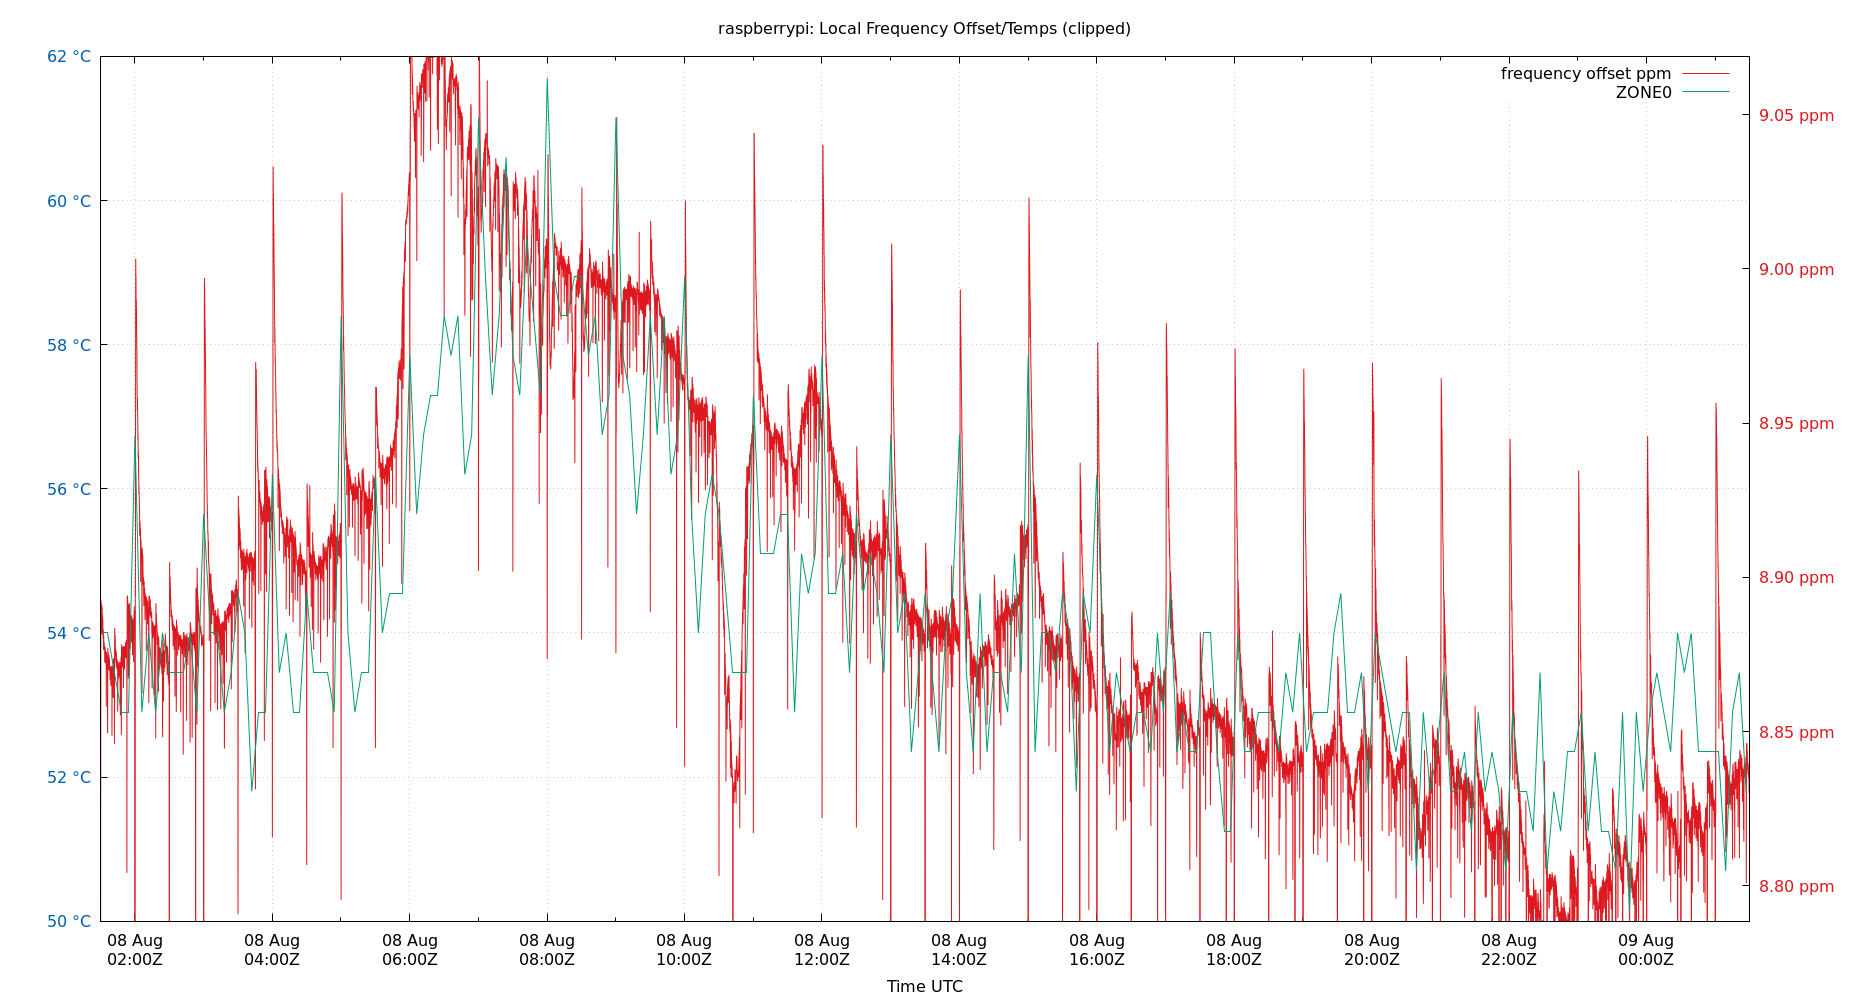 raspberrypi: Local Frequency Offset/Temps (clipped)
frequency offset ppm
ZONE0
62 °C
60 °C
58 °C
56 °C
54 °C
52 °C
50 °C
9.05 ppm
9.00 ppm
8.95 ppm
8.90 ppm
8.85 ppm
8.80 ppm
08 Aug
02:00Z
08 Aug
04:00Z
08 Aug
06:00Z
08 Aug
08:00Z
08 Aug
10:00Z
08 Aug
12:00Z
08 Aug
14:00Z
08 Aug
16:00Z
08 Aug
18:00Z
08 Aug
20:00Z
08 Aug
22:00Z
09 Aug
00:00Z
Time UTC